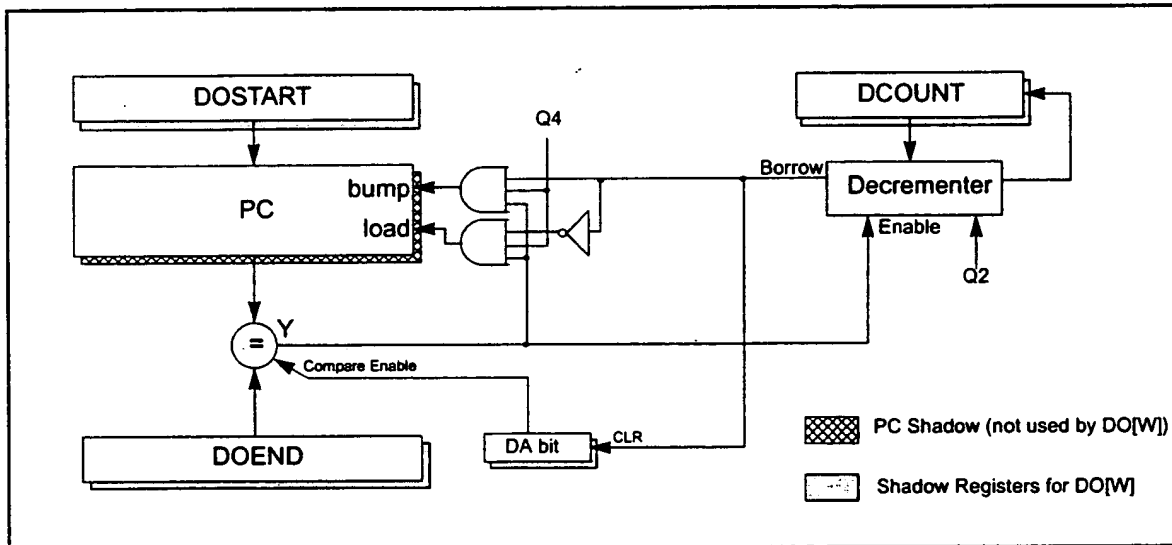 DOSTART
DCOUNT
Q4
bump
Borrow
Decrementer
PC
load
Enable
Q2
Y
=
Compare Enable
DOEND
DA bit
CLR
PC Shadow (not used by DO[W])
Shadow Registers for DO[W]